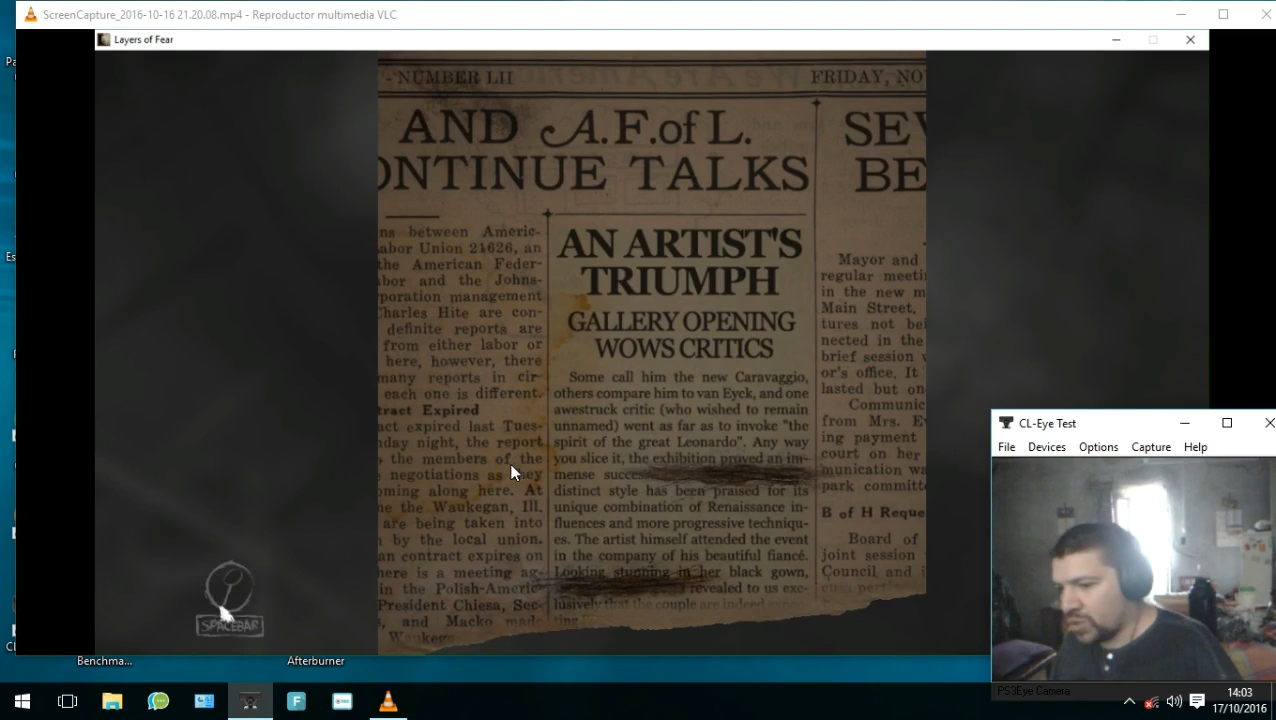 ScreenCapture_2016-10-16 21.20.08.mp4 - Reproductor multimedia VLC
Layers of Fear
- NUMBER LII
FRIDAY, NO
AND A.F.of L.
ONTINUE TALKS
SEV
BE
ns between Americ-
abor Union 21626, an
the American Feder-
bor and the Johns-
poration management
Charles Hite are con-
definite reports are
from either labor or
here, however, there
many reports in cir-
each one is different.
tract Expired
act expired last Tues-
day night, the report
the members of the
negotiations as they
oming along here. At
me the Waukegan, Ill.
are being taken into
by the local union.
an contract expires on
here is a meeting ag-
in the Polish-Americ-
President Chiesa, Sec-
, and Macko made
Waukega
AN ARTIST'S
TRIUMPH
GALLERY OPENING
WOWS CRITICS
Some call him the new Caravaggio,
others compare him to van Eyck, and one
awestruck critic (who wished to remain
unnamed) went as far as to invoke "the
spirit of the great Leonardo". Any way
you slice it, the exhibition proved an im-
mense succes
distinct style has been praised for its
unique combination of Renaissance in-
fluences and more progressive techniqu-
es. The artist himself attended the event
in the company of his beautiful fiancé.
Looking stunning in her black gown,
revealed to us exc-
lusively that the couple are indeed expec-
ting
Mayor and
regular meeti
in the new m
Main Street,
tures not bei
nected in the
brief session
or's office. It
lasted but on
Communic
from Mrs. Ev
ing payment
court on her
munication wa
park committe
B of H Reque
Board of
joint session
Council and i
SPACEBAR
CL-Eye Test
File Devices Options Capture Help
PS3Eye Camera
Benchma...
Afterburner
14:03
17/10/2016